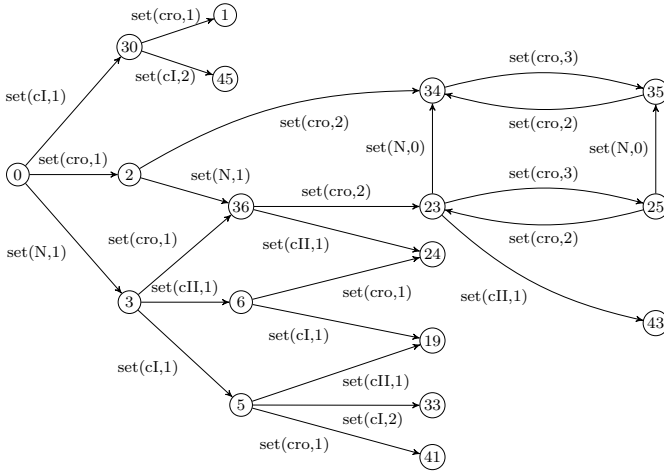 set(cro,1)
1
30
set(cI,2)
45
set(cI,1)
set(cro,3)
34
35
set(cro,2)
set(cro,2)
set(N,0)
set(N,0)
set(cro,1)
0
2
set(N,1)
set(cro,2)
set(cro,3)
36
23
25
set(cro,2)
set(cro,1)
set(N,1)
set(cII,1)
24
set(cII,1)
set(cro,1)
set(cII,1)
3
6
43
set(cI,1)
19
set(cI,1)
set(cII,1)
5
33
set(cI,2)
set(cro,1)
41